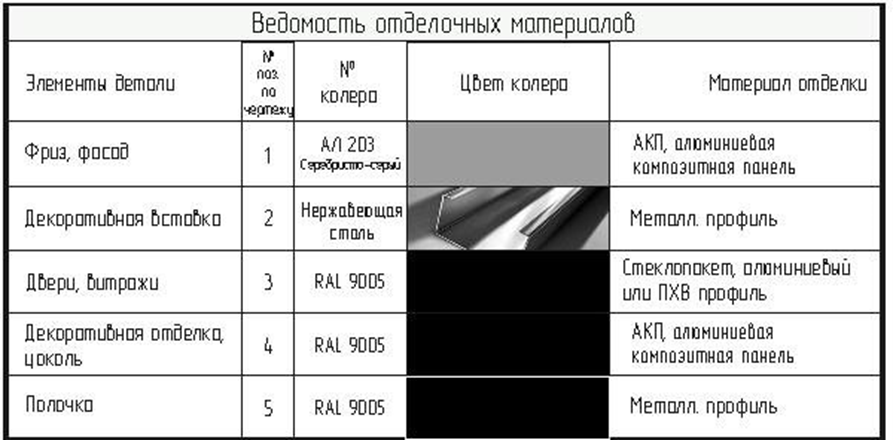 Ведомость отделочных материалов
Элементы детали
№
поз.
по
чертежу
№
колера
Цвет колера
Материал отделки
Фриз, фасад
1
АЛ 2D3
Серебристо-серый
АКП, алюминиевая
композитная панель
Декоративная вставка
2
Нержавеющая
сталь
Металл. профиль
Двери, витражи
3
RAL 9005
Стеклопакет, алюминиевый
или ПХВ профиль
Декоративная отделка,
цоколь
4
RAL 9005
АКП, алюминиевая
композитная панель
Полочка
5
RAL 9005
Металл. профиль